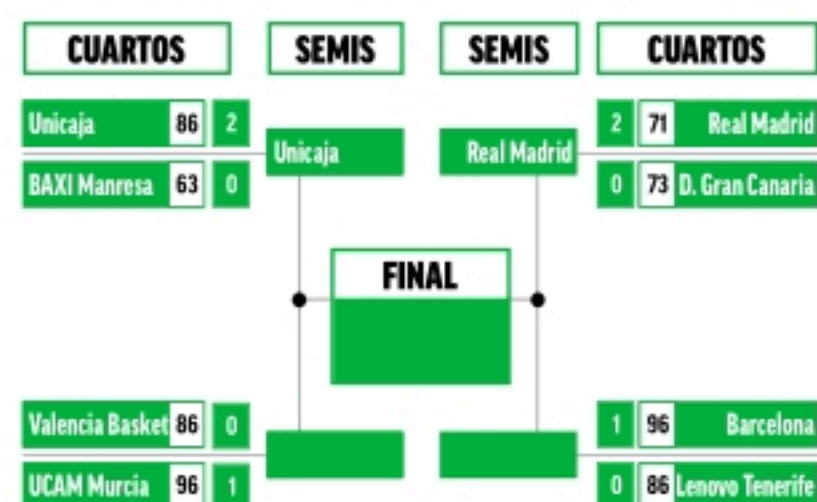 CUARTOS SEMIS SEMIS CUARTOS
Unicaja 86 2 2 71 Real Madrid
Unicaja Real Madrid
BAXI Manresa 63 0 0 73 D. Gran Canaria
FINAL
Valencia Basket 86 0 1 96 Barcelona
UCAM Murcia 96 1 0 86 Lenovo Tenerife